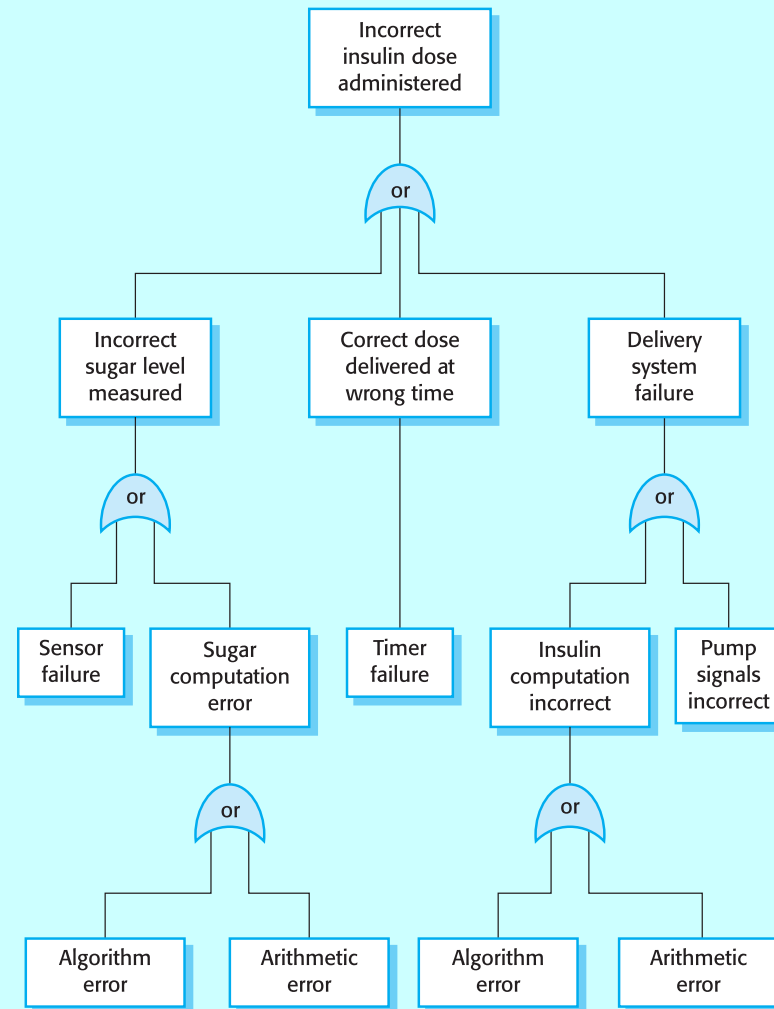 Incorrect
insulin dose
administered
or
Incorrect
sugar level
measured
Correct dose
delivered at
wrong time
Delivery
system
failure
or
or
Sensor
failure
Sugar
computation
error
Timer
failure
Insulin
computation
incorrect
Pump
signals
incorrect
or
or
Algorithm
error
Arithmetic
error
Algorithm
error
Arithmetic
error